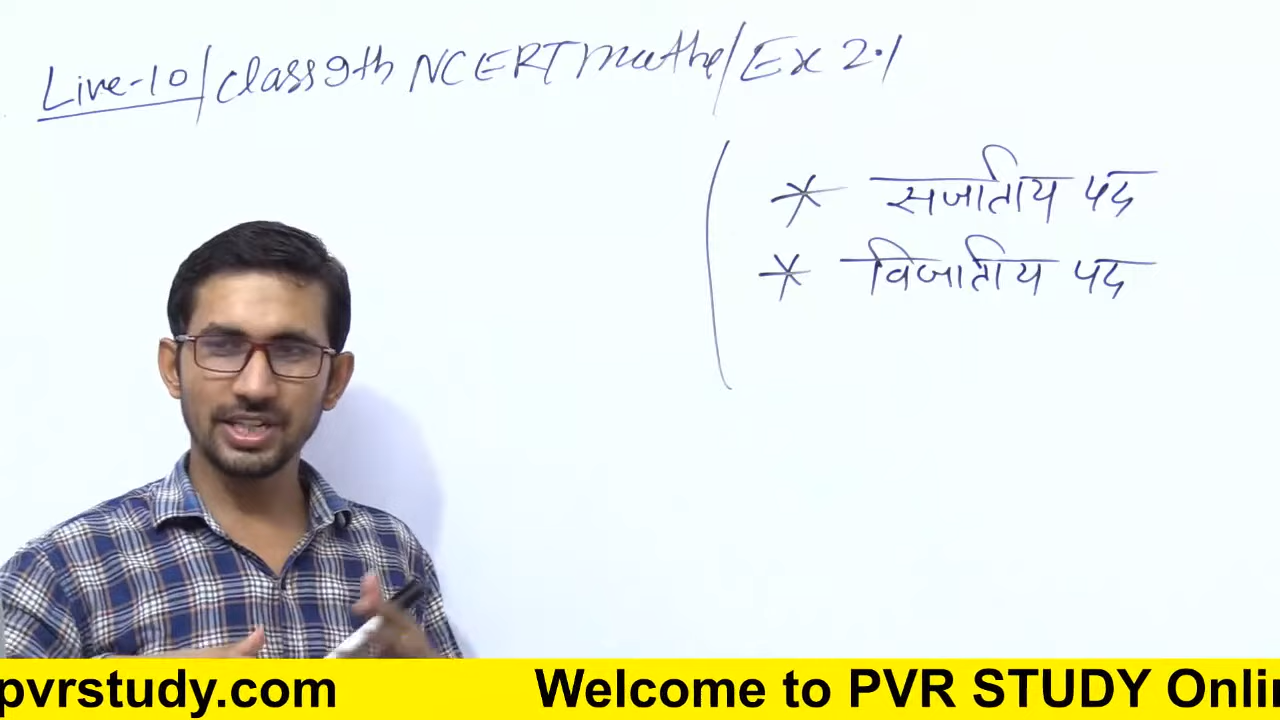 Live-10/class 9th NCERT maths/Ex 2.1
* सजातीय पद
* विजातीय पद
pvrstudy.com Welcome to PVR STUDY Onli